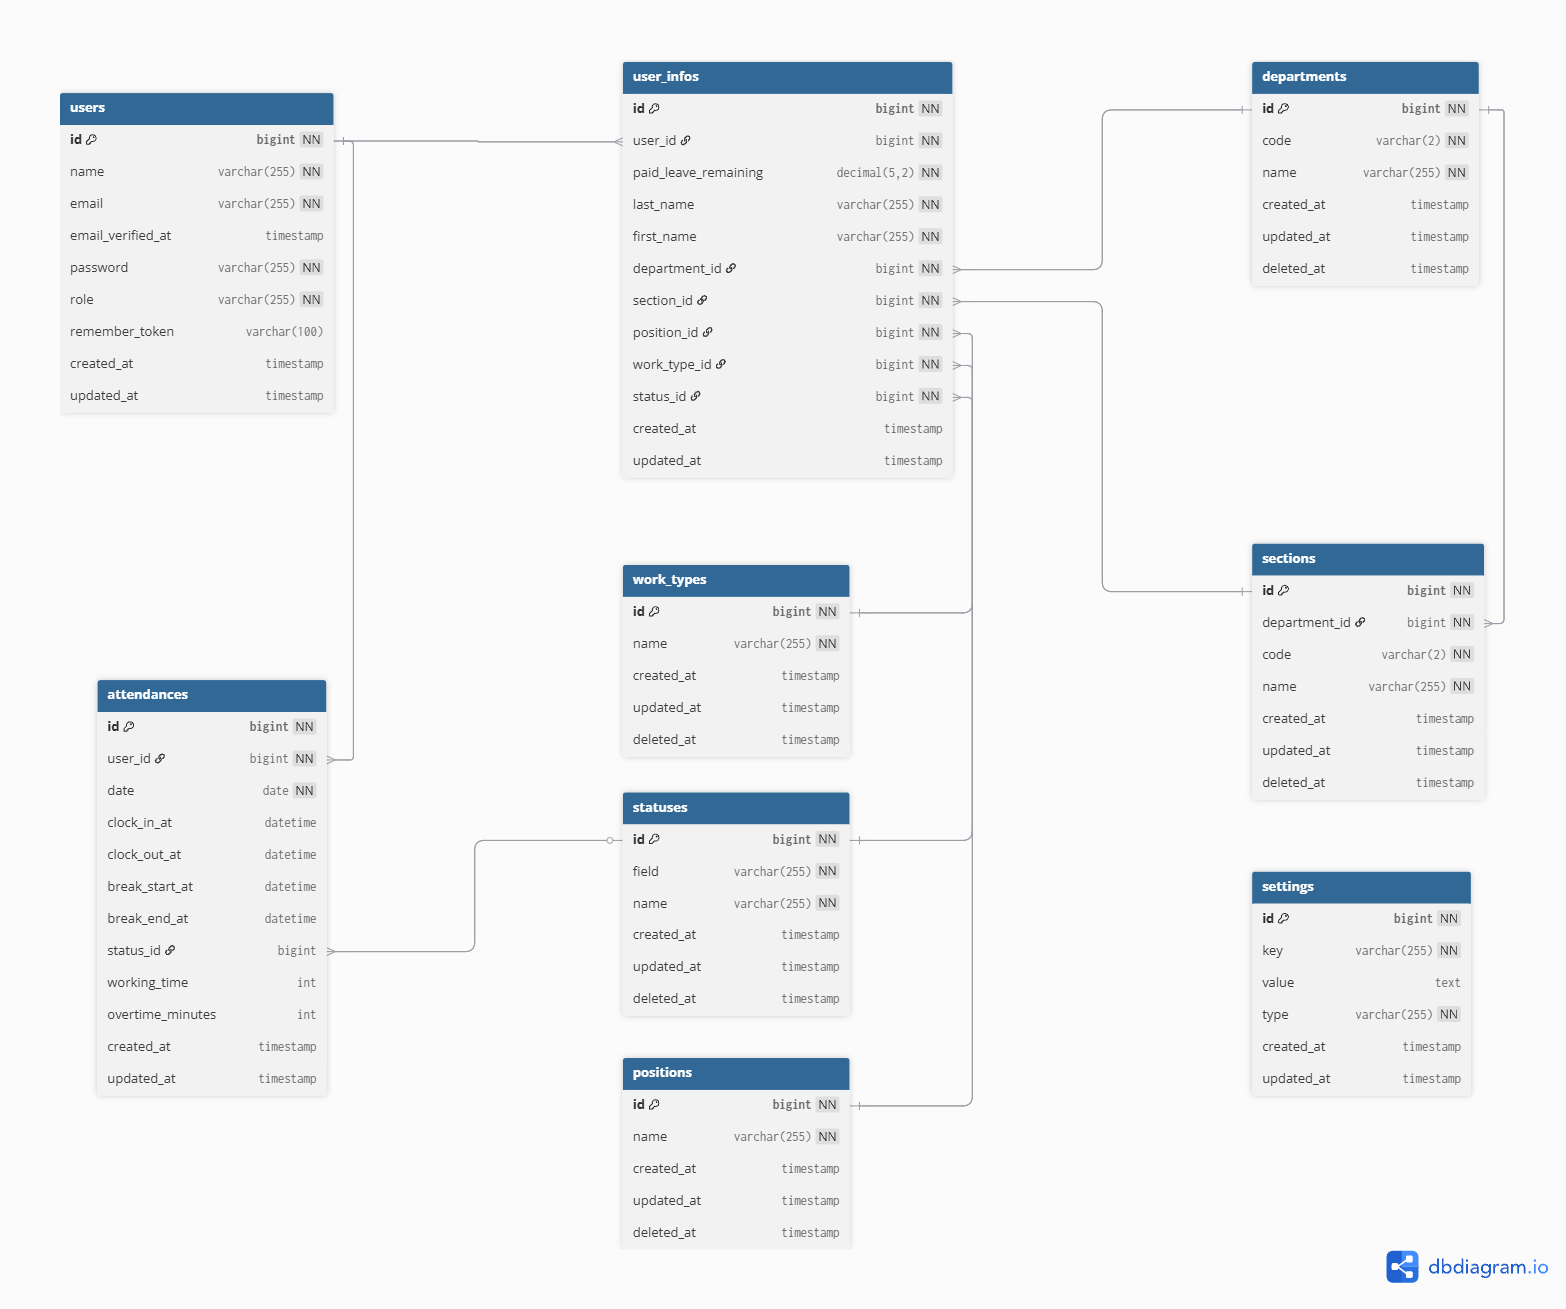 users
id bigint NN
name varchar(255) NN
email varchar(255) NN
email_verified_at timestamp
password varchar(255) NN
role varchar(255) NN
remember_token varchar(100)
created_at timestamp
updated_at timestamp
user_infos
id bigint NN
user_id bigint NN
paid_leave_remaining decimal(5,2) NN
last_name varchar(255) NN
first_name varchar(255) NN
department_id bigint NN
section_id bigint NN
position_id bigint NN
work_type_id bigint NN
status_id bigint NN
created_at timestamp
updated_at timestamp
departments
id bigint NN
code varchar(2) NN
name varchar(255) NN
created_at timestamp
updated_at timestamp
deleted_at timestamp
work_types
id bigint NN
name varchar(255) NN
created_at timestamp
updated_at timestamp
deleted_at timestamp
sections
id bigint NN
department_id bigint NN
code varchar(2) NN
name varchar(255) NN
created_at timestamp
updated_at timestamp
deleted_at timestamp
attendances
id bigint NN
user_id bigint NN
date date NN
clock_in_at datetime
clock_out_at datetime
break_start_at datetime
break_end_at datetime
status_id bigint
working_time int
overtime_minutes int
created_at timestamp
updated_at timestamp
statuses
id bigint NN
field varchar(255) NN
name varchar(255) NN
created_at timestamp
updated_at timestamp
deleted_at timestamp
settings
id bigint NN
key varchar(255) NN
value text
type varchar(255) NN
created_at timestamp
updated_at timestamp
positions
id bigint NN
name varchar(255) NN
created_at timestamp
updated_at timestamp
deleted_at timestamp
dbdiagram.io